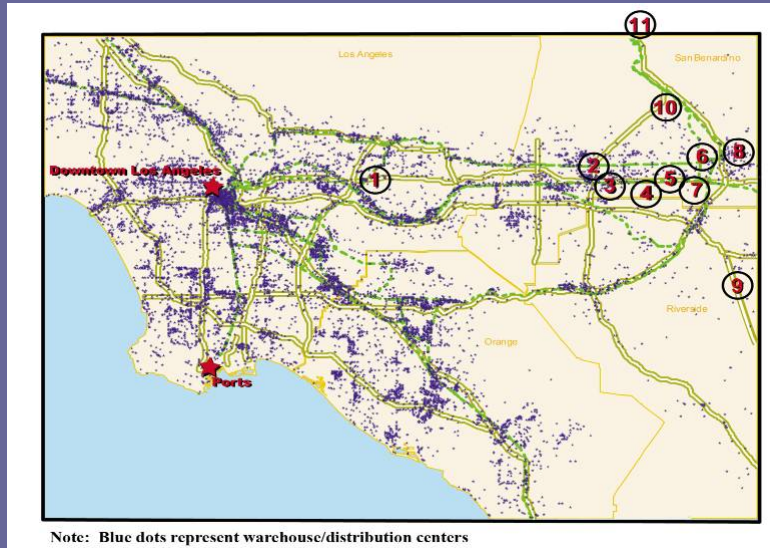 11
Los Angeles
San Benardino
10
Downtown Los Angeles
1
2
3
4
5
6
7
8
9
Riverside
Orange
Ports
Note: Blue dots represent warehouse/distribution centers